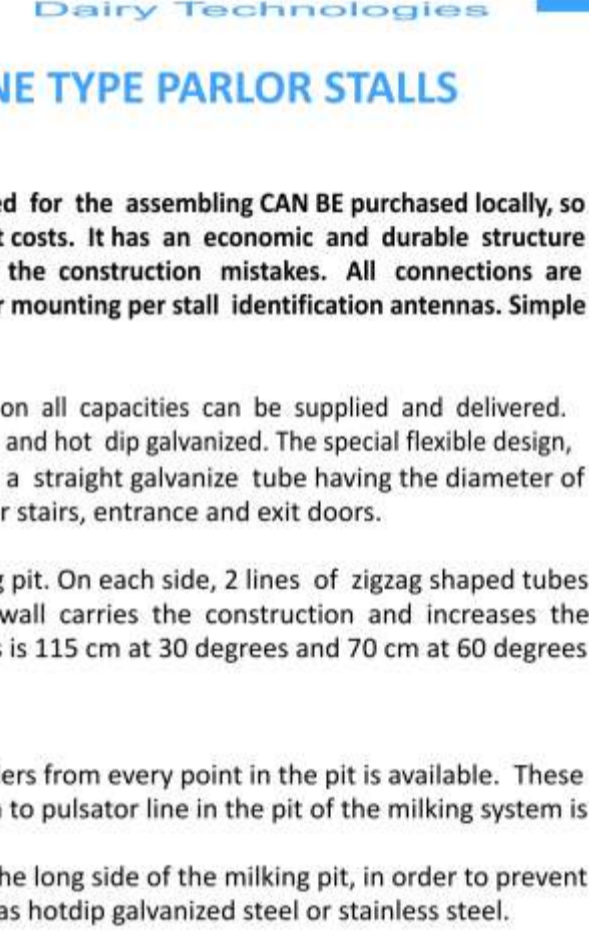 Dairy Technologies
NE TYPE PARLOR STALLS
ed for the assembling CAN BE purchased locally, so
t costs. It has an economic and durable structure
the construction mistakes. All connections are
r mounting per stall identification antennas. Simple
on all capacities can be supplied and delivered.
and hot dip galvanized. The special flexible design,
a straight galvanize tube having the diameter of
r stairs, entrance and exit doors.
g pit. On each side, 2 lines of zigzag shaped tubes
wall carries the construction and increases the
s is 115 cm at 30 degrees and 70 cm at 60 degrees
ers from every point in the pit is available. These
to pulsator line in the pit of the milking system is
he long side of the milking pit, in order to prevent
as hotdip galvanized steel or stainless steel.